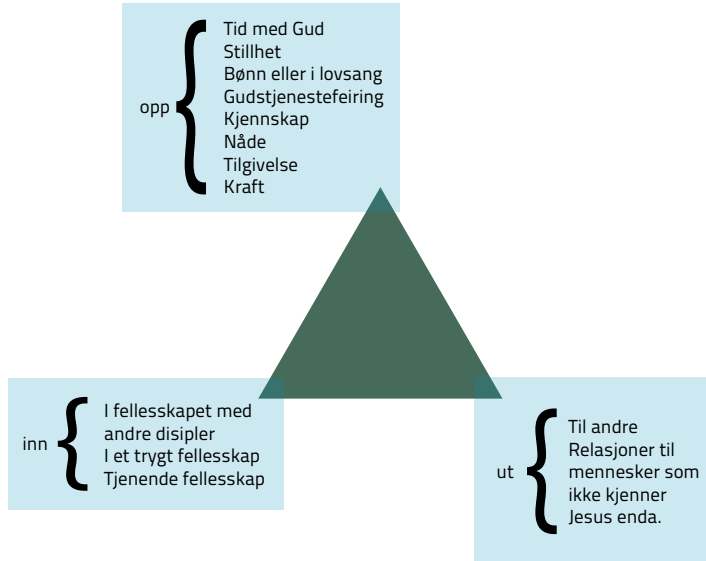 opp
Tid med Gud
Stillhet
Bønn eller i lovsang
Gudstjenestefeiring
Kjennskap
Nåde
Tilgivelse
Kraft
inn
I fellesskapet med
andre disipler
I et trygt fellesskap
Tjenende fellesskap
ut
Til andre
Relasjoner til
mennesker som
ikke kjenner
Jesus enda.